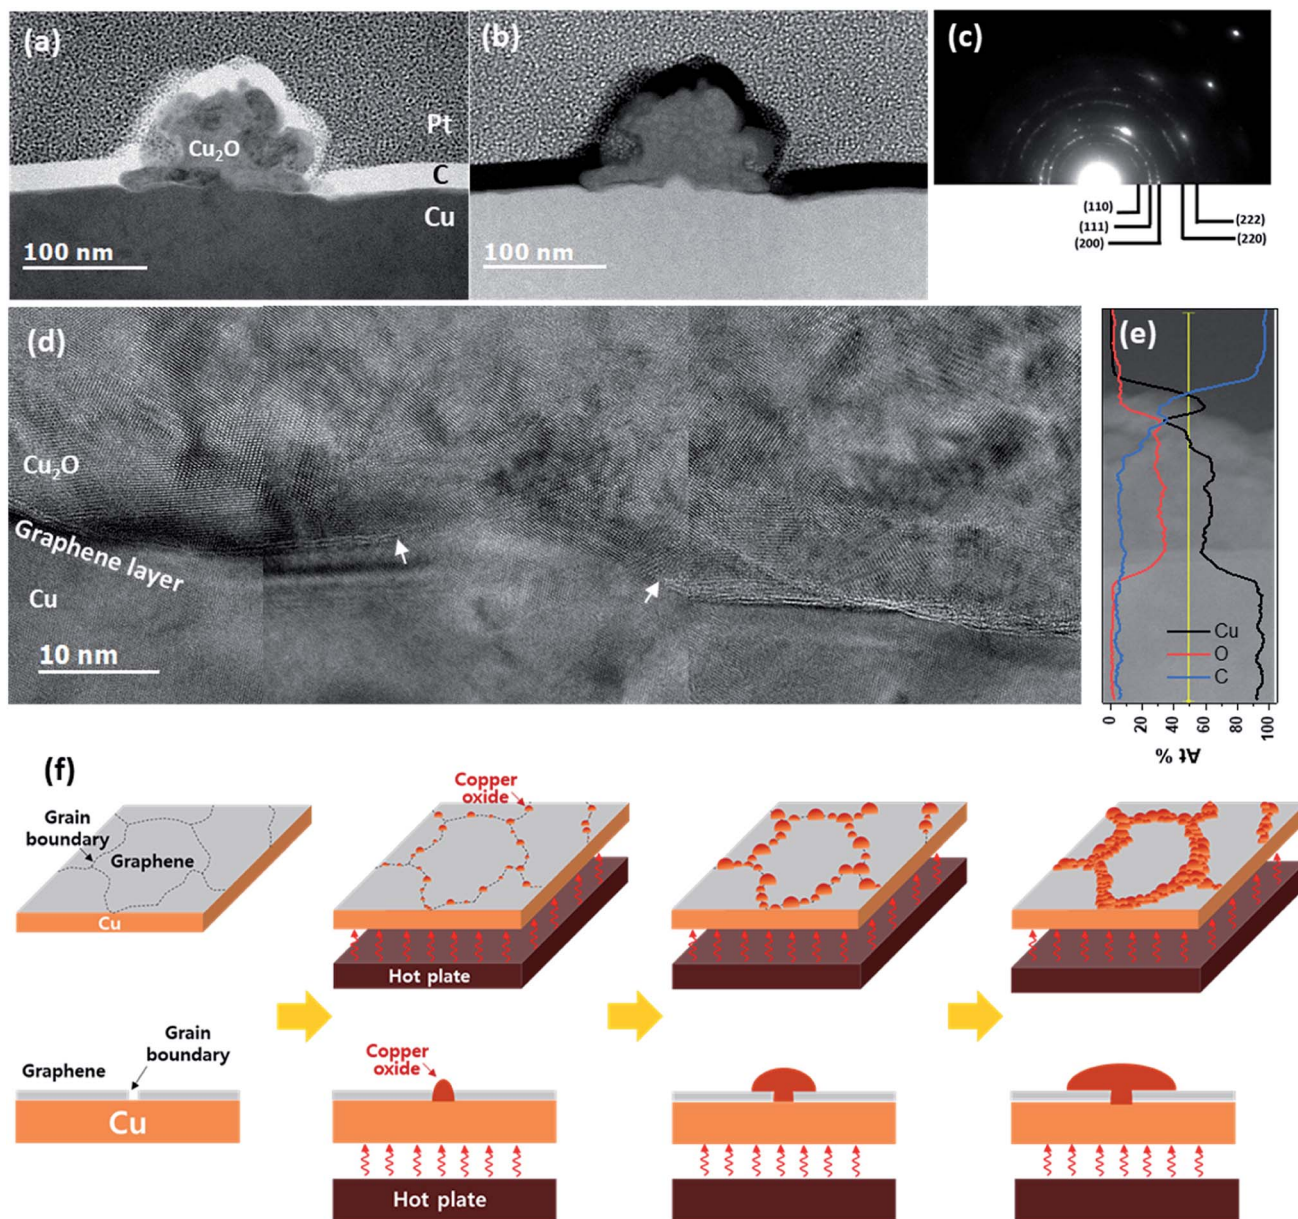 (a)
Pt
Cu₂O
C
Cu
100 nm
(b)
100 nm
(c)
(110)
(111)
(200)
(222)
(220)
(d)
Cu₂O
Graphene layer
Cu
10 nm
(e)
Cu
O
C
0 20 40 60 80 100
At %
(f)
Grain
boundary
Graphene
Cu
Copper
oxide
Hot plate
Grain
boundary
Graphene
Cu
Copper
oxide
Hot plate